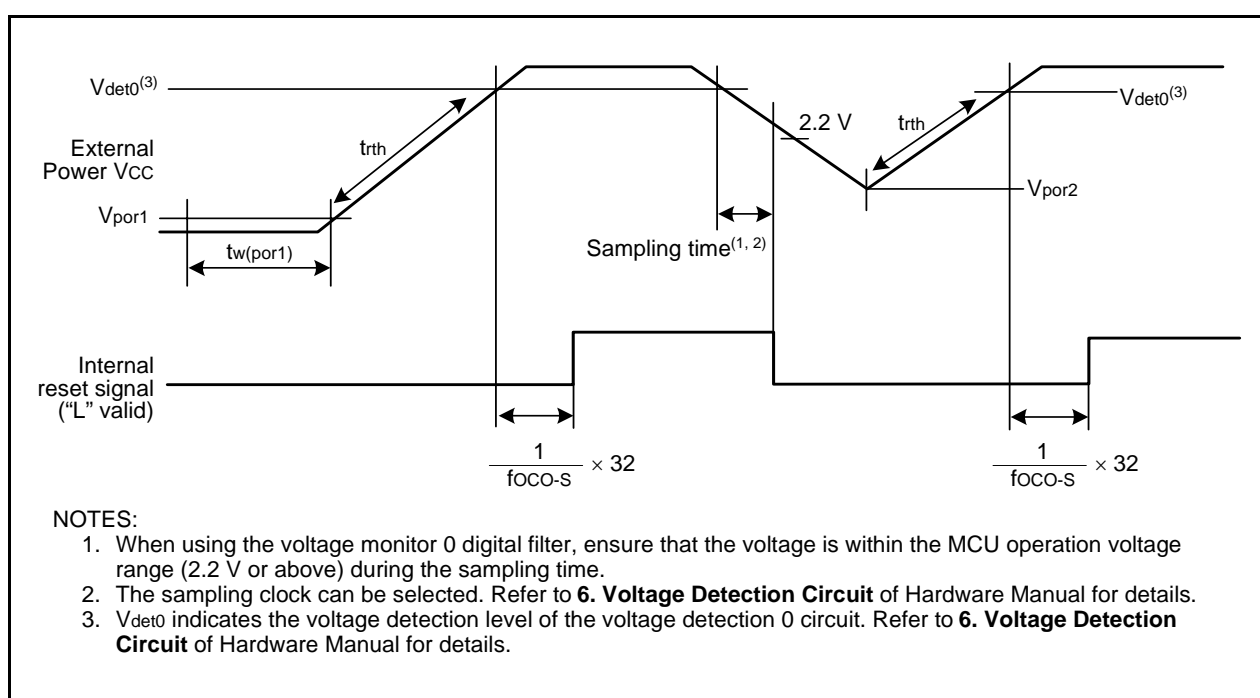 Vdet0(3)
2.2 V
Vdet0(3)
trth
trth
External
Power VCC
Vpor1
Vpor2
tw(por1)
Sampling time(1, 2)
Internal
reset signal
(“L” valid)
1
fOCO-S
× 32
1
fOCO-S
× 32
NOTES:
1. When using the voltage monitor 0 digital filter, ensure that the voltage is within the MCU operation voltage
range (2.2 V or above) during the sampling time.
2. The sampling clock can be selected. Refer to 6. Voltage Detection Circuit of Hardware Manual for details.
3. Vdet0 indicates the voltage detection level of the voltage detection 0 circuit. Refer to 6. Voltage Detection
Circuit of Hardware Manual for details.